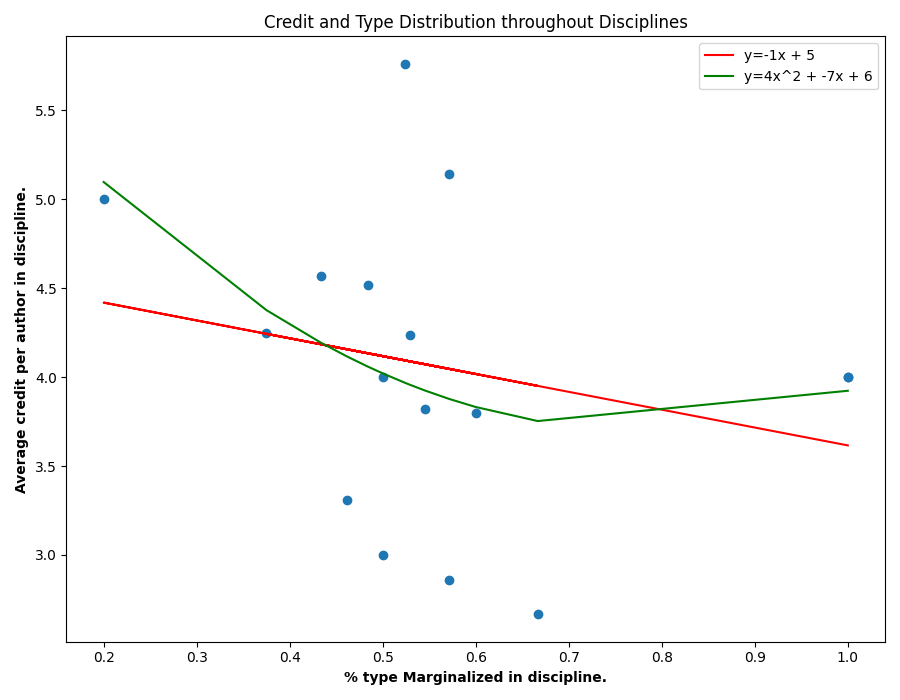 Credit and Type Distribution throughout Disciplines
y=-1x + 5
y=4x^2 + -7x + 6
Average credit per author in discipline.
5.5
5.0
4.5
4.0
3.5
3.0
0.2 0.3 0.4 0.5 0.6 0.7 0.8 0.9 1.0
% type Marginalized in discipline.